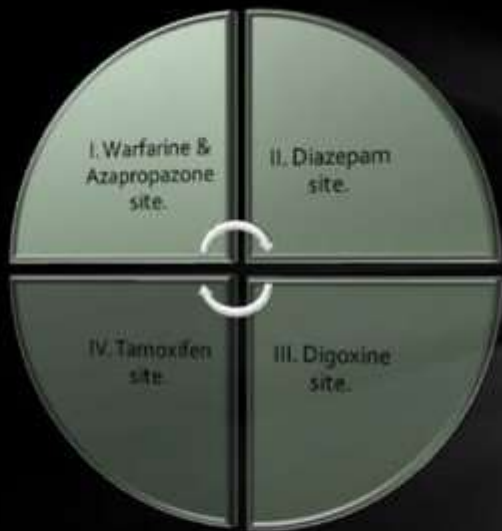 I. Warfarine &
Azapropazone
site.
II. Diazepam
site.
IV. Tamoxifen
site.
III. Digoxine
site.